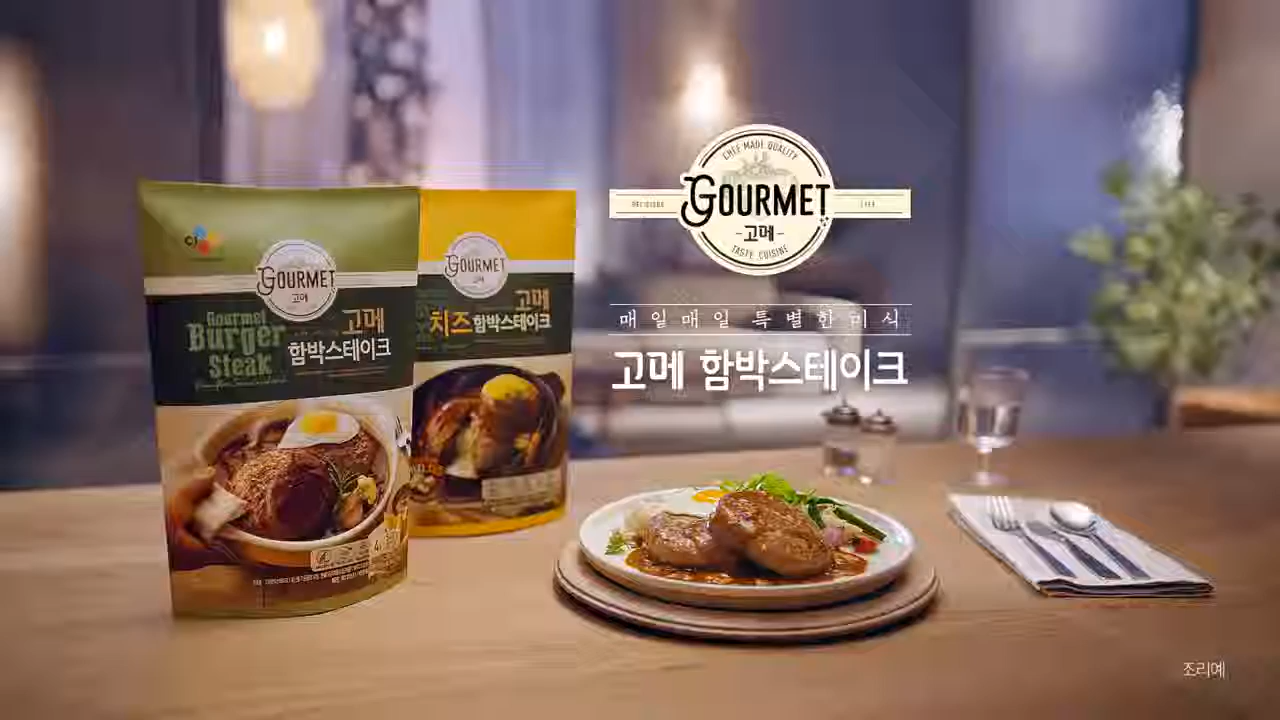 CJ
GOURMET
고메
Gourmet
Burger
Steak
고메
함박스테이크
GOURMET
고메
고메
치즈함박스테이크
CHEF MADE QUALITY
DELICIOUS
GOURMET
고메
TASTE CUISINE
매일매일 특별한 미식
고메 함박스테이크
조리예